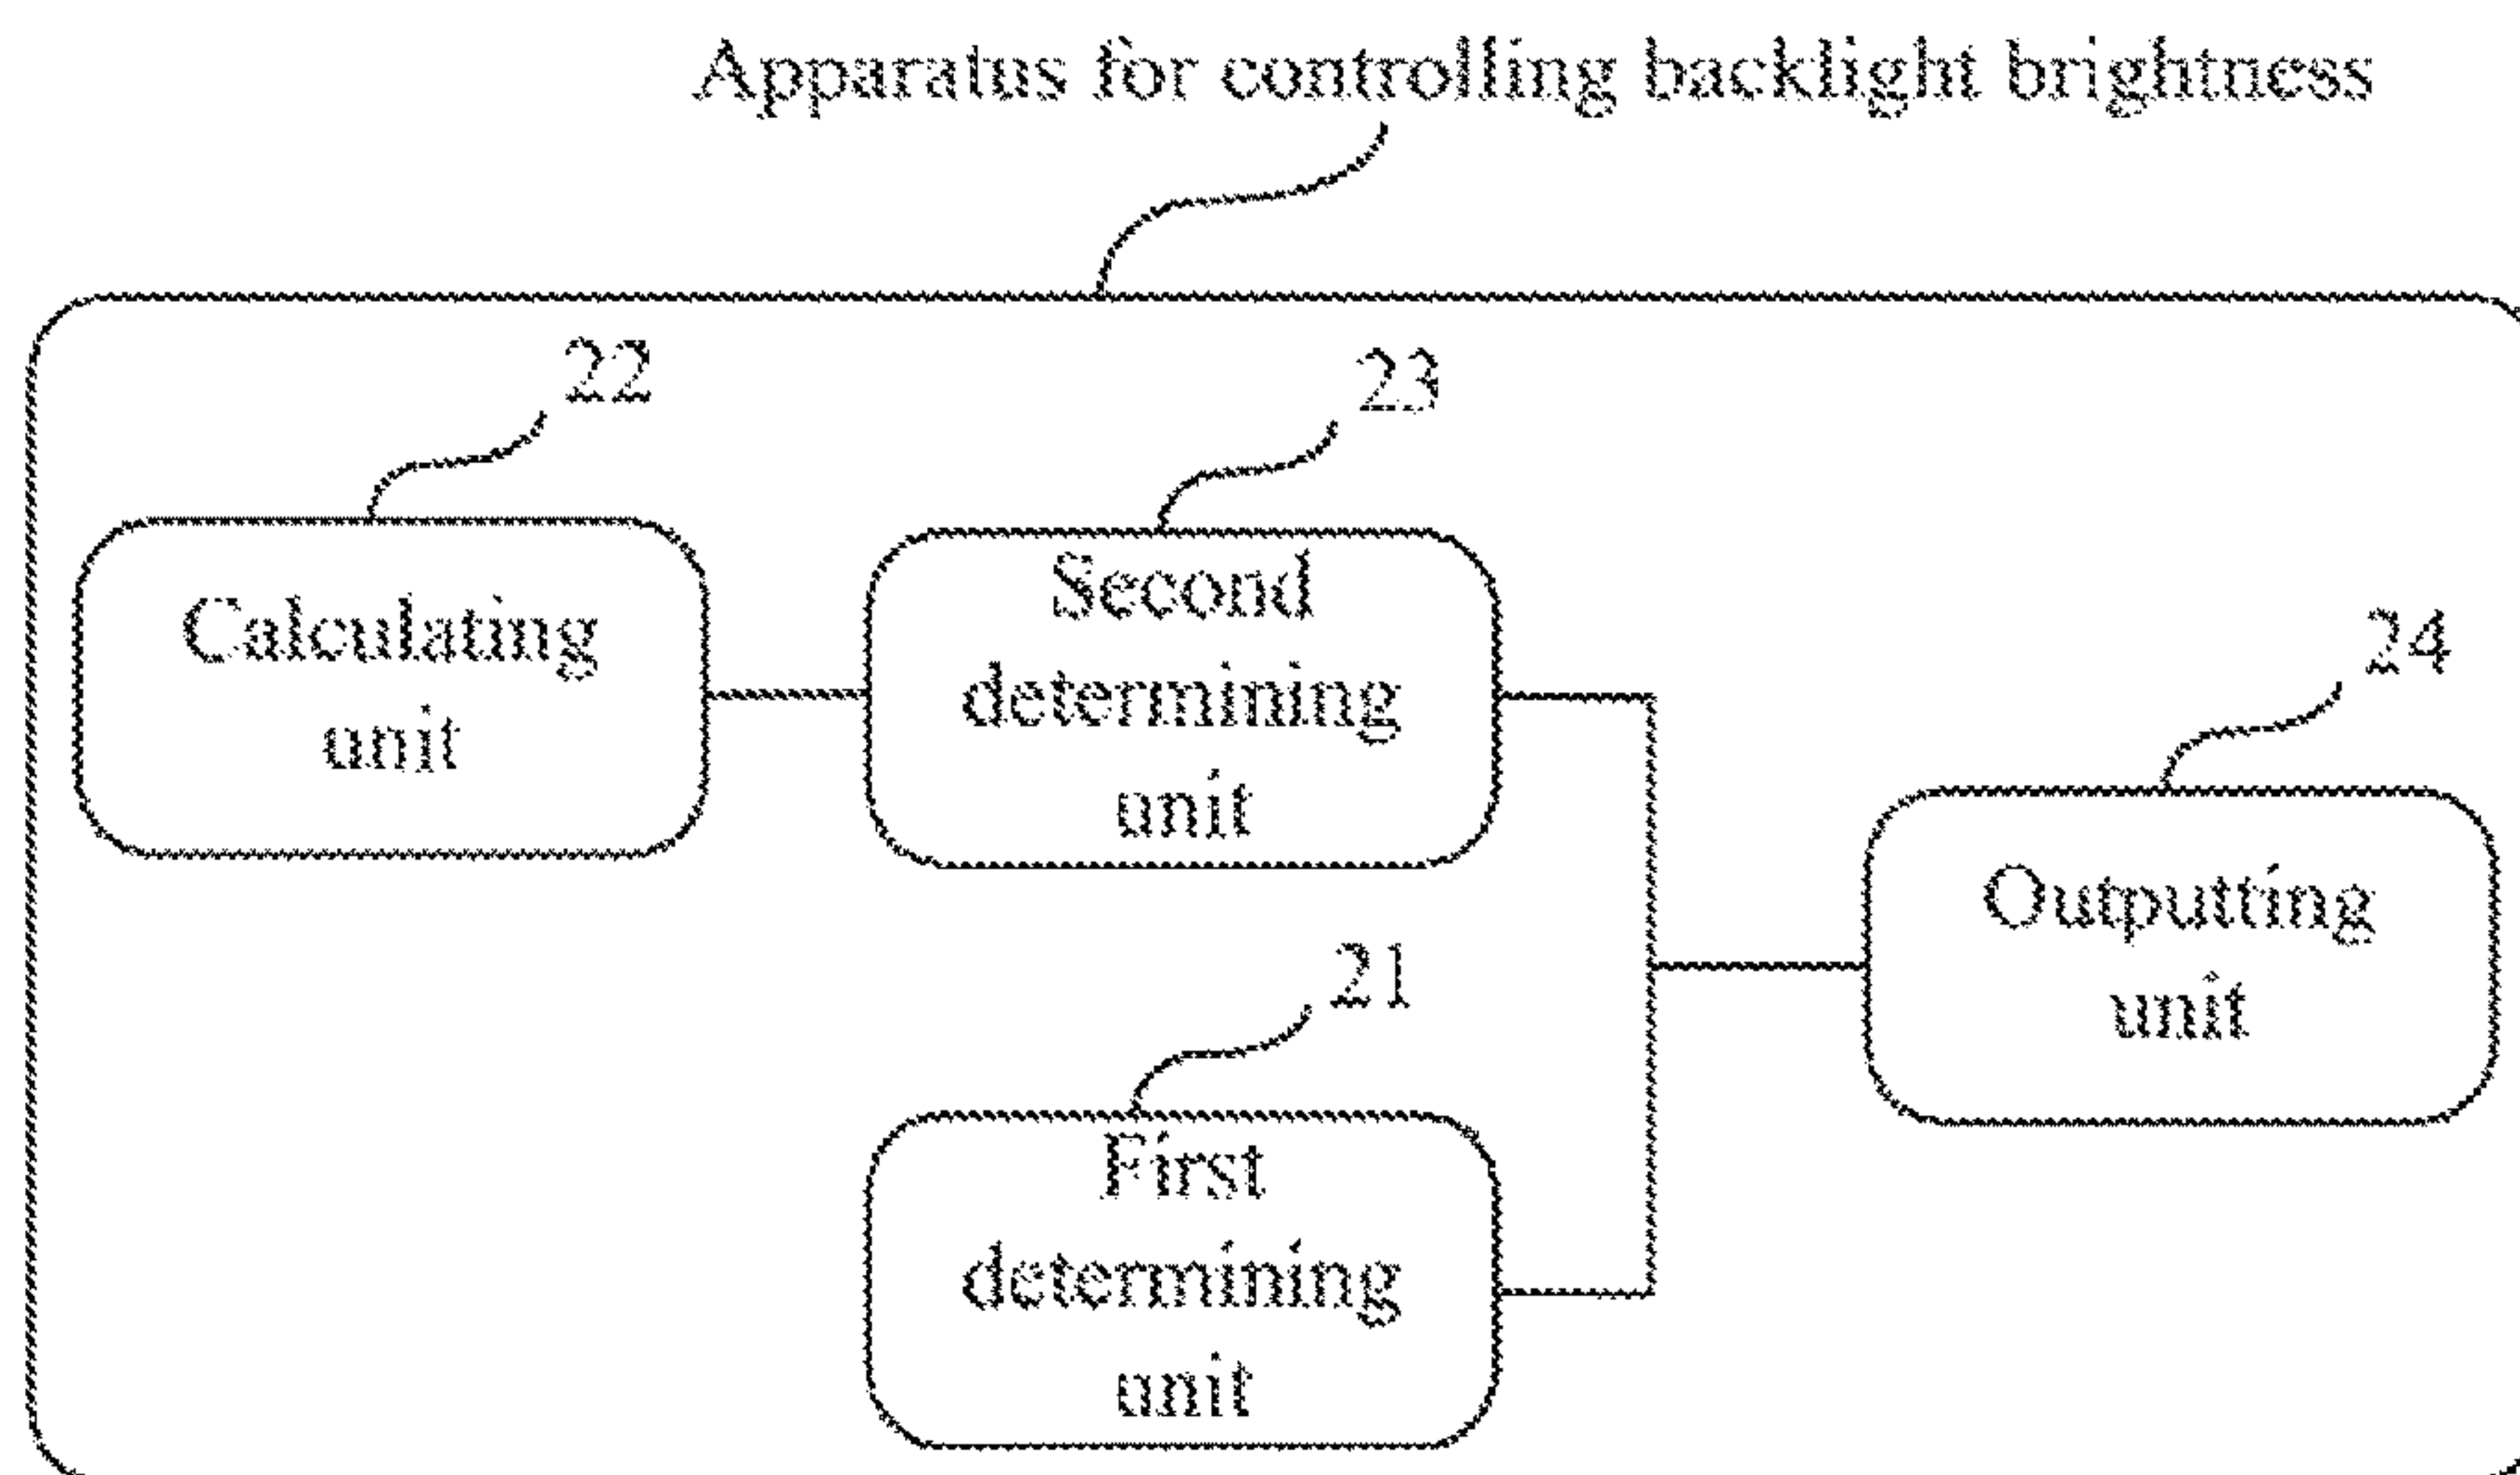 Apparatus for controlling backlight brightness
22
23
Calculating
unit
Second
determining
unit
24
Outputting
unit
21
First
determining
unit